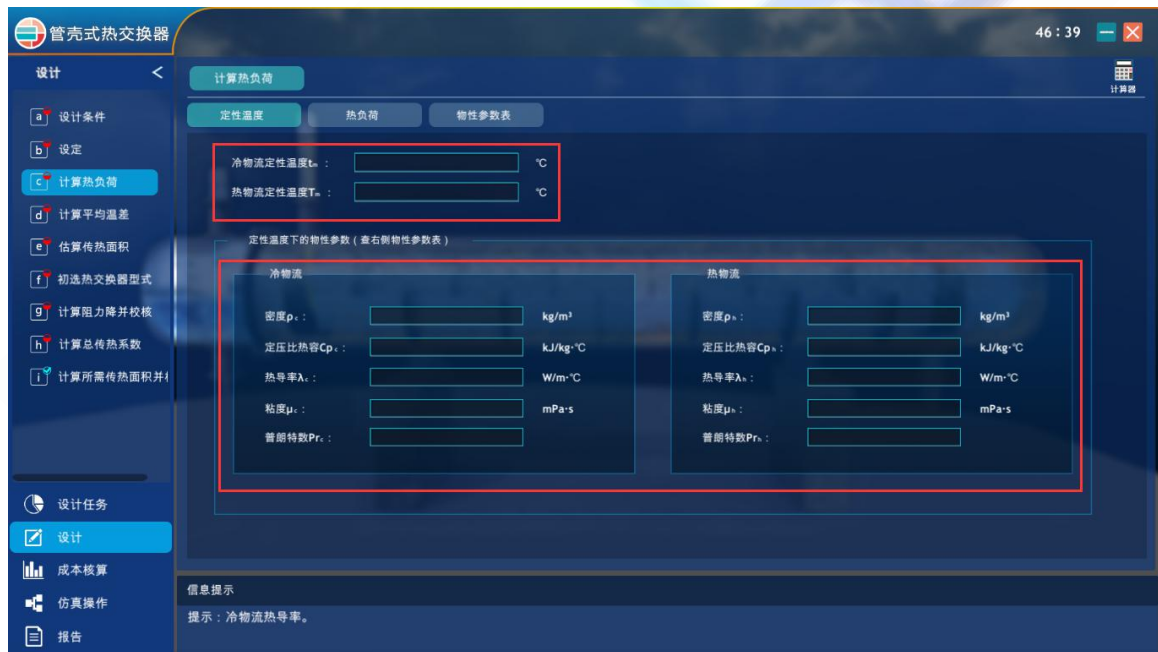 管壳式热交换器
46:39
设计 <
计算热负荷
计算器
定性温度 热负荷 物性参数表
a 设计条件
b 设定
c 计算热负荷
d 计算平均温差
e 估算传热面积
f 初选热交换器型式
g 计算阻力降并校核
h 计算总传热系数
i 计算所需传热面积并
冷物流定性温度tₘ: ℃
热物流定性温度Tₘ: ℃
定性温度下的物性参数(查右侧物性参数表)
冷物流
密度ρ꜀: kg/m³
定压比热容Cp꜀: kJ/kg·℃
热导率λ꜀: W/m·℃
粘度μ꜀: mPa·s
普朗特数Pr꜀:
热物流
密度ρₕ: kg/m³
定压比热容Cpₕ: kJ/kg·℃
热导率λₕ: W/m·℃
粘度μₕ: mPa·s
普朗特数Prₕ:
设计任务
设计
成本核算
仿真操作
报告
信息提示
提示:冷物流热导率。